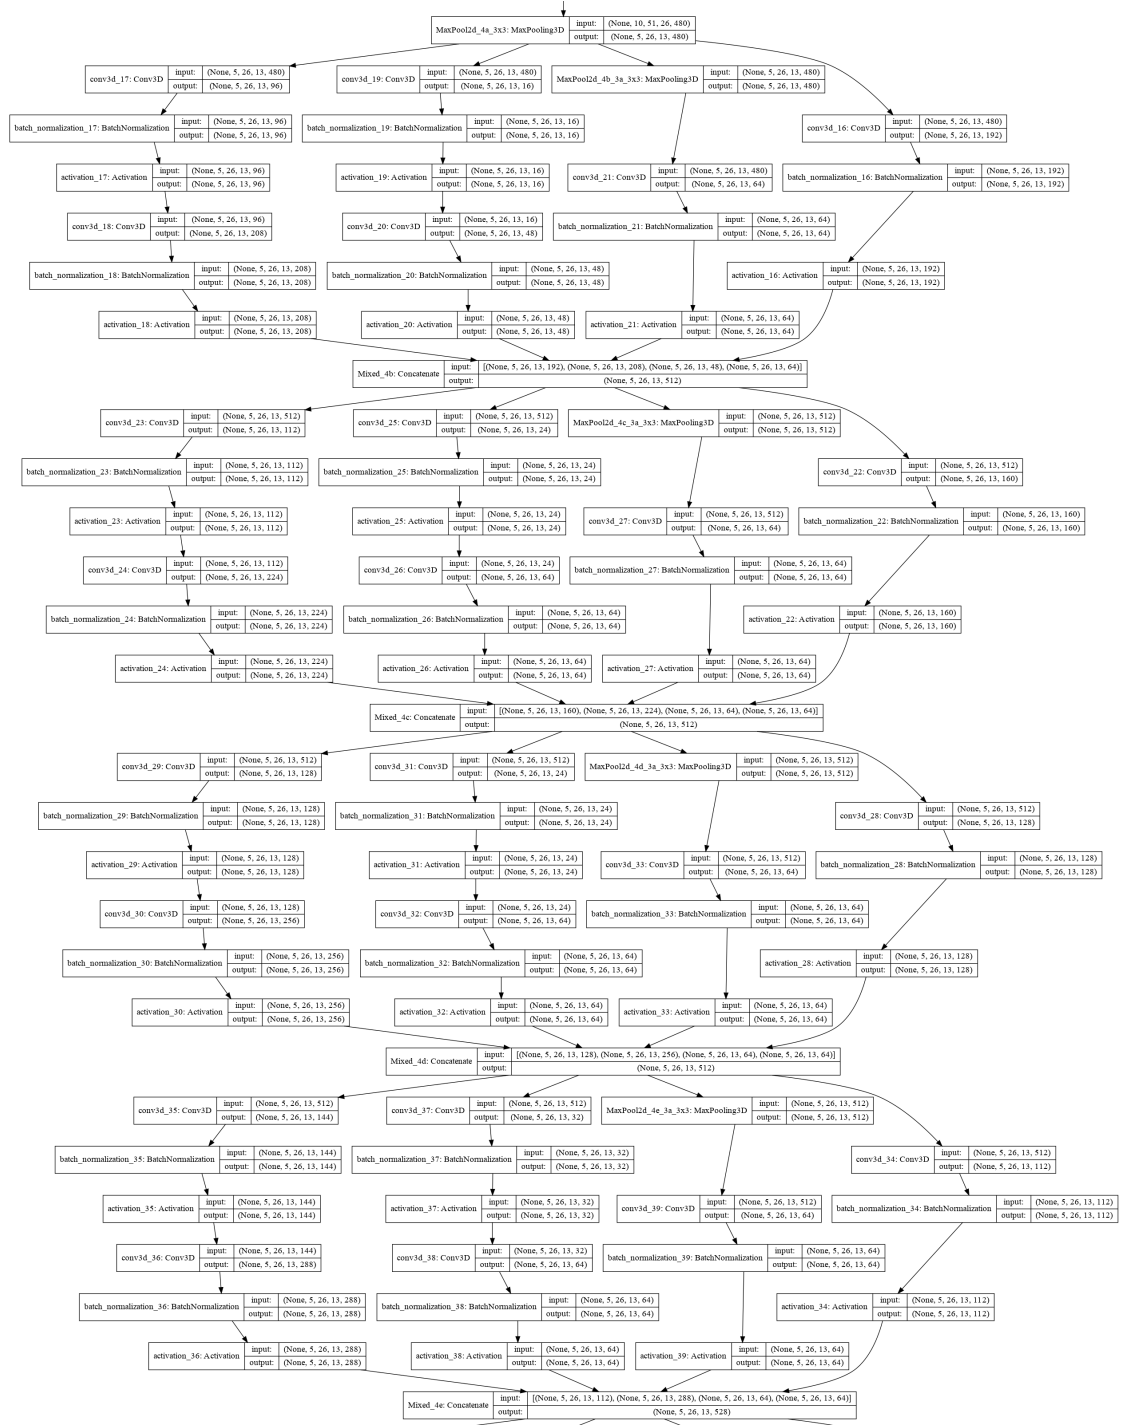 MaxPool2d_4a_3x3: MaxPooling3D input: (None, 10, 51, 26, 480)
output: (None, 5, 26, 13, 480)
conv3d_17: Conv3D input: (None, 5, 26, 13, 480)
output: (None, 5, 26, 13, 96)
conv3d_19: Conv3D input: (None, 5, 26, 13, 480)
output: (None, 5, 26, 13, 16)
MaxPool2d_4b_3a_3x3: MaxPooling3D input: (None, 5, 26, 13, 480)
output: (None, 5, 26, 13, 480)
batch_normalization_17: BatchNormalization input: (None, 5, 26, 13, 96)
output: (None, 5, 26, 13, 96)
batch_normalization_19: BatchNormalization input: (None, 5, 26, 13, 16)
output: (None, 5, 26, 13, 16)
conv3d_16: Conv3D input: (None, 5, 26, 13, 480)
output: (None, 5, 26, 13, 192)
activation_17: Activation input: (None, 5, 26, 13, 96)
output: (None, 5, 26, 13, 96)
activation_19: Activation input: (None, 5, 26, 13, 16)
output: (None, 5, 26, 13, 16)
conv3d_21: Conv3D input: (None, 5, 26, 13, 480)
output: (None, 5, 26, 13, 64)
batch_normalization_16: BatchNormalization input: (None, 5, 26, 13, 192)
output: (None, 5, 26, 13, 192)
conv3d_18: Conv3D input: (None, 5, 26, 13, 96)
output: (None, 5, 26, 13, 208)
conv3d_20: Conv3D input: (None, 5, 26, 13, 16)
output: (None, 5, 26, 13, 48)
batch_normalization_21: BatchNormalization input: (None, 5, 26, 13, 64)
output: (None, 5, 26, 13, 64)
batch_normalization_18: BatchNormalization input: (None, 5, 26, 13, 208)
output: (None, 5, 26, 13, 208)
batch_normalization_20: BatchNormalization input: (None, 5, 26, 13, 48)
output: (None, 5, 26, 13, 48)
activation_16: Activation input: (None, 5, 26, 13, 192)
output: (None, 5, 26, 13, 192)
activation_18: Activation input: (None, 5, 26, 13, 208)
output: (None, 5, 26, 13, 208)
activation_20: Activation input: (None, 5, 26, 13, 48)
output: (None, 5, 26, 13, 48)
activation_21: Activation input: (None, 5, 26, 13, 64)
output: (None, 5, 26, 13, 64)
Mixed_4b: Concatenate input: [(None, 5, 26, 13, 192), (None, 5, 26, 13, 208), (None, 5, 26, 13, 48), (None, 5, 26, 13, 64)]
output: (None, 5, 26, 13, 512)
conv3d_23: Conv3D input: (None, 5, 26, 13, 512)
output: (None, 5, 26, 13, 112)
conv3d_25: Conv3D input: (None, 5, 26, 13, 512)
output: (None, 5, 26, 13, 24)
MaxPool2d_4c_3a_3x3: MaxPooling3D input: (None, 5, 26, 13, 512)
output: (None, 5, 26, 13, 512)
batch_normalization_23: BatchNormalization input: (None, 5, 26, 13, 112)
output: (None, 5, 26, 13, 112)
batch_normalization_25: BatchNormalization input: (None, 5, 26, 13, 24)
output: (None, 5, 26, 13, 24)
conv3d_22: Conv3D input: (None, 5, 26, 13, 512)
output: (None, 5, 26, 13, 160)
activation_23: Activation input: (None, 5, 26, 13, 112)
output: (None, 5, 26, 13, 112)
activation_25: Activation input: (None, 5, 26, 13, 24)
output: (None, 5, 26, 13, 24)
conv3d_27: Conv3D input: (None, 5, 26, 13, 512)
output: (None, 5, 26, 13, 64)
batch_normalization_22: BatchNormalization input: (None, 5, 26, 13, 160)
output: (None, 5, 26, 13, 160)
conv3d_24: Conv3D input: (None, 5, 26, 13, 112)
output: (None, 5, 26, 13, 224)
conv3d_26: Conv3D input: (None, 5, 26, 13, 24)
output: (None, 5, 26, 13, 64)
batch_normalization_27: BatchNormalization input: (None, 5, 26, 13, 64)
output: (None, 5, 26, 13, 64)
batch_normalization_24: BatchNormalization input: (None, 5, 26, 13, 224)
output: (None, 5, 26, 13, 224)
batch_normalization_26: BatchNormalization input: (None, 5, 26, 13, 64)
output: (None, 5, 26, 13, 64)
activation_22: Activation input: (None, 5, 26, 13, 160)
output: (None, 5, 26, 13, 160)
activation_24: Activation input: (None, 5, 26, 13, 224)
output: (None, 5, 26, 13, 224)
activation_26: Activation input: (None, 5, 26, 13, 64)
output: (None, 5, 26, 13, 64)
activation_27: Activation input: (None, 5, 26, 13, 64)
output: (None, 5, 26, 13, 64)
Mixed_4c: Concatenate input: [(None, 5, 26, 13, 160), (None, 5, 26, 13, 224), (None, 5, 26, 13, 64), (None, 5, 26, 13, 64)]
output: (None, 5, 26, 13, 512)
conv3d_29: Conv3D input: (None, 5, 26, 13, 512)
output: (None, 5, 26, 13, 128)
conv3d_31: Conv3D input: (None, 5, 26, 13, 512)
output: (None, 5, 26, 13, 24)
MaxPool2d_4d_3a_3x3: MaxPooling3D input: (None, 5, 26, 13, 512)
output: (None, 5, 26, 13, 512)
batch_normalization_29: BatchNormalization input: (None, 5, 26, 13, 128)
output: (None, 5, 26, 13, 128)
batch_normalization_31: BatchNormalization input: (None, 5, 26, 13, 24)
output: (None, 5, 26, 13, 24)
conv3d_28: Conv3D input: (None, 5, 26, 13, 512)
output: (None, 5, 26, 13, 128)
activation_29: Activation input: (None, 5, 26, 13, 128)
output: (None, 5, 26, 13, 128)
activation_31: Activation input: (None, 5, 26, 13, 24)
output: (None, 5, 26, 13, 24)
conv3d_33: Conv3D input: (None, 5, 26, 13, 512)
output: (None, 5, 26, 13, 64)
batch_normalization_28: BatchNormalization input: (None, 5, 26, 13, 128)
output: (None, 5, 26, 13, 128)
conv3d_30: Conv3D input: (None, 5, 26, 13, 128)
output: (None, 5, 26, 13, 256)
conv3d_32: Conv3D input: (None, 5, 26, 13, 24)
output: (None, 5, 26, 13, 64)
batch_normalization_33: BatchNormalization input: (None, 5, 26, 13, 64)
output: (None, 5, 26, 13, 64)
batch_normalization_30: BatchNormalization input: (None, 5, 26, 13, 256)
output: (None, 5, 26, 13, 256)
batch_normalization_32: BatchNormalization input: (None, 5, 26, 13, 64)
output: (None, 5, 26, 13, 64)
activation_28: Activation input: (None, 5, 26, 13, 128)
output: (None, 5, 26, 13, 128)
activation_30: Activation input: (None, 5, 26, 13, 256)
output: (None, 5, 26, 13, 256)
activation_32: Activation input: (None, 5, 26, 13, 64)
output: (None, 5, 26, 13, 64)
activation_33: Activation input: (None, 5, 26, 13, 64)
output: (None, 5, 26, 13, 64)
Mixed_4d: Concatenate input: [(None, 5, 26, 13, 128), (None, 5, 26, 13, 256), (None, 5, 26, 13, 64), (None, 5, 26, 13, 64)]
output: (None, 5, 26, 13, 512)
conv3d_35: Conv3D input: (None, 5, 26, 13, 512)
output: (None, 5, 26, 13, 144)
conv3d_37: Conv3D input: (None, 5, 26, 13, 512)
output: (None, 5, 26, 13, 32)
MaxPool2d_4e_3a_3x3: MaxPooling3D input: (None, 5, 26, 13, 512)
output: (None, 5, 26, 13, 512)
batch_normalization_35: BatchNormalization input: (None, 5, 26, 13, 144)
output: (None, 5, 26, 13, 144)
batch_normalization_37: BatchNormalization input: (None, 5, 26, 13, 32)
output: (None, 5, 26, 13, 32)
conv3d_34: Conv3D input: (None, 5, 26, 13, 512)
output: (None, 5, 26, 13, 112)
activation_35: Activation input: (None, 5, 26, 13, 144)
output: (None, 5, 26, 13, 144)
activation_37: Activation input: (None, 5, 26, 13, 32)
output: (None, 5, 26, 13, 32)
conv3d_39: Conv3D input: (None, 5, 26, 13, 512)
output: (None, 5, 26, 13, 64)
batch_normalization_34: BatchNormalization input: (None, 5, 26, 13, 112)
output: (None, 5, 26, 13, 112)
conv3d_36: Conv3D input: (None, 5, 26, 13, 144)
output: (None, 5, 26, 13, 288)
conv3d_38: Conv3D input: (None, 5, 26, 13, 32)
output: (None, 5, 26, 13, 64)
batch_normalization_39: BatchNormalization input: (None, 5, 26, 13, 64)
output: (None, 5, 26, 13, 64)
batch_normalization_36: BatchNormalization input: (None, 5, 26, 13, 288)
output: (None, 5, 26, 13, 288)
batch_normalization_38: BatchNormalization input: (None, 5, 26, 13, 64)
output: (None, 5, 26, 13, 64)
activation_34: Activation input: (None, 5, 26, 13, 112)
output: (None, 5, 26, 13, 112)
activation_36: Activation input: (None, 5, 26, 13, 288)
output: (None, 5, 26, 13, 288)
activation_38: Activation input: (None, 5, 26, 13, 64)
output: (None, 5, 26, 13, 64)
activation_39: Activation input: (None, 5, 26, 13, 64)
output: (None, 5, 26, 13, 64)
Mixed_4e: Concatenate input: [(None, 5, 26, 13, 112), (None, 5, 26, 13, 288), (None, 5, 26, 13, 64), (None, 5, 26, 13, 64)]
output: (None, 5, 26, 13, 528)